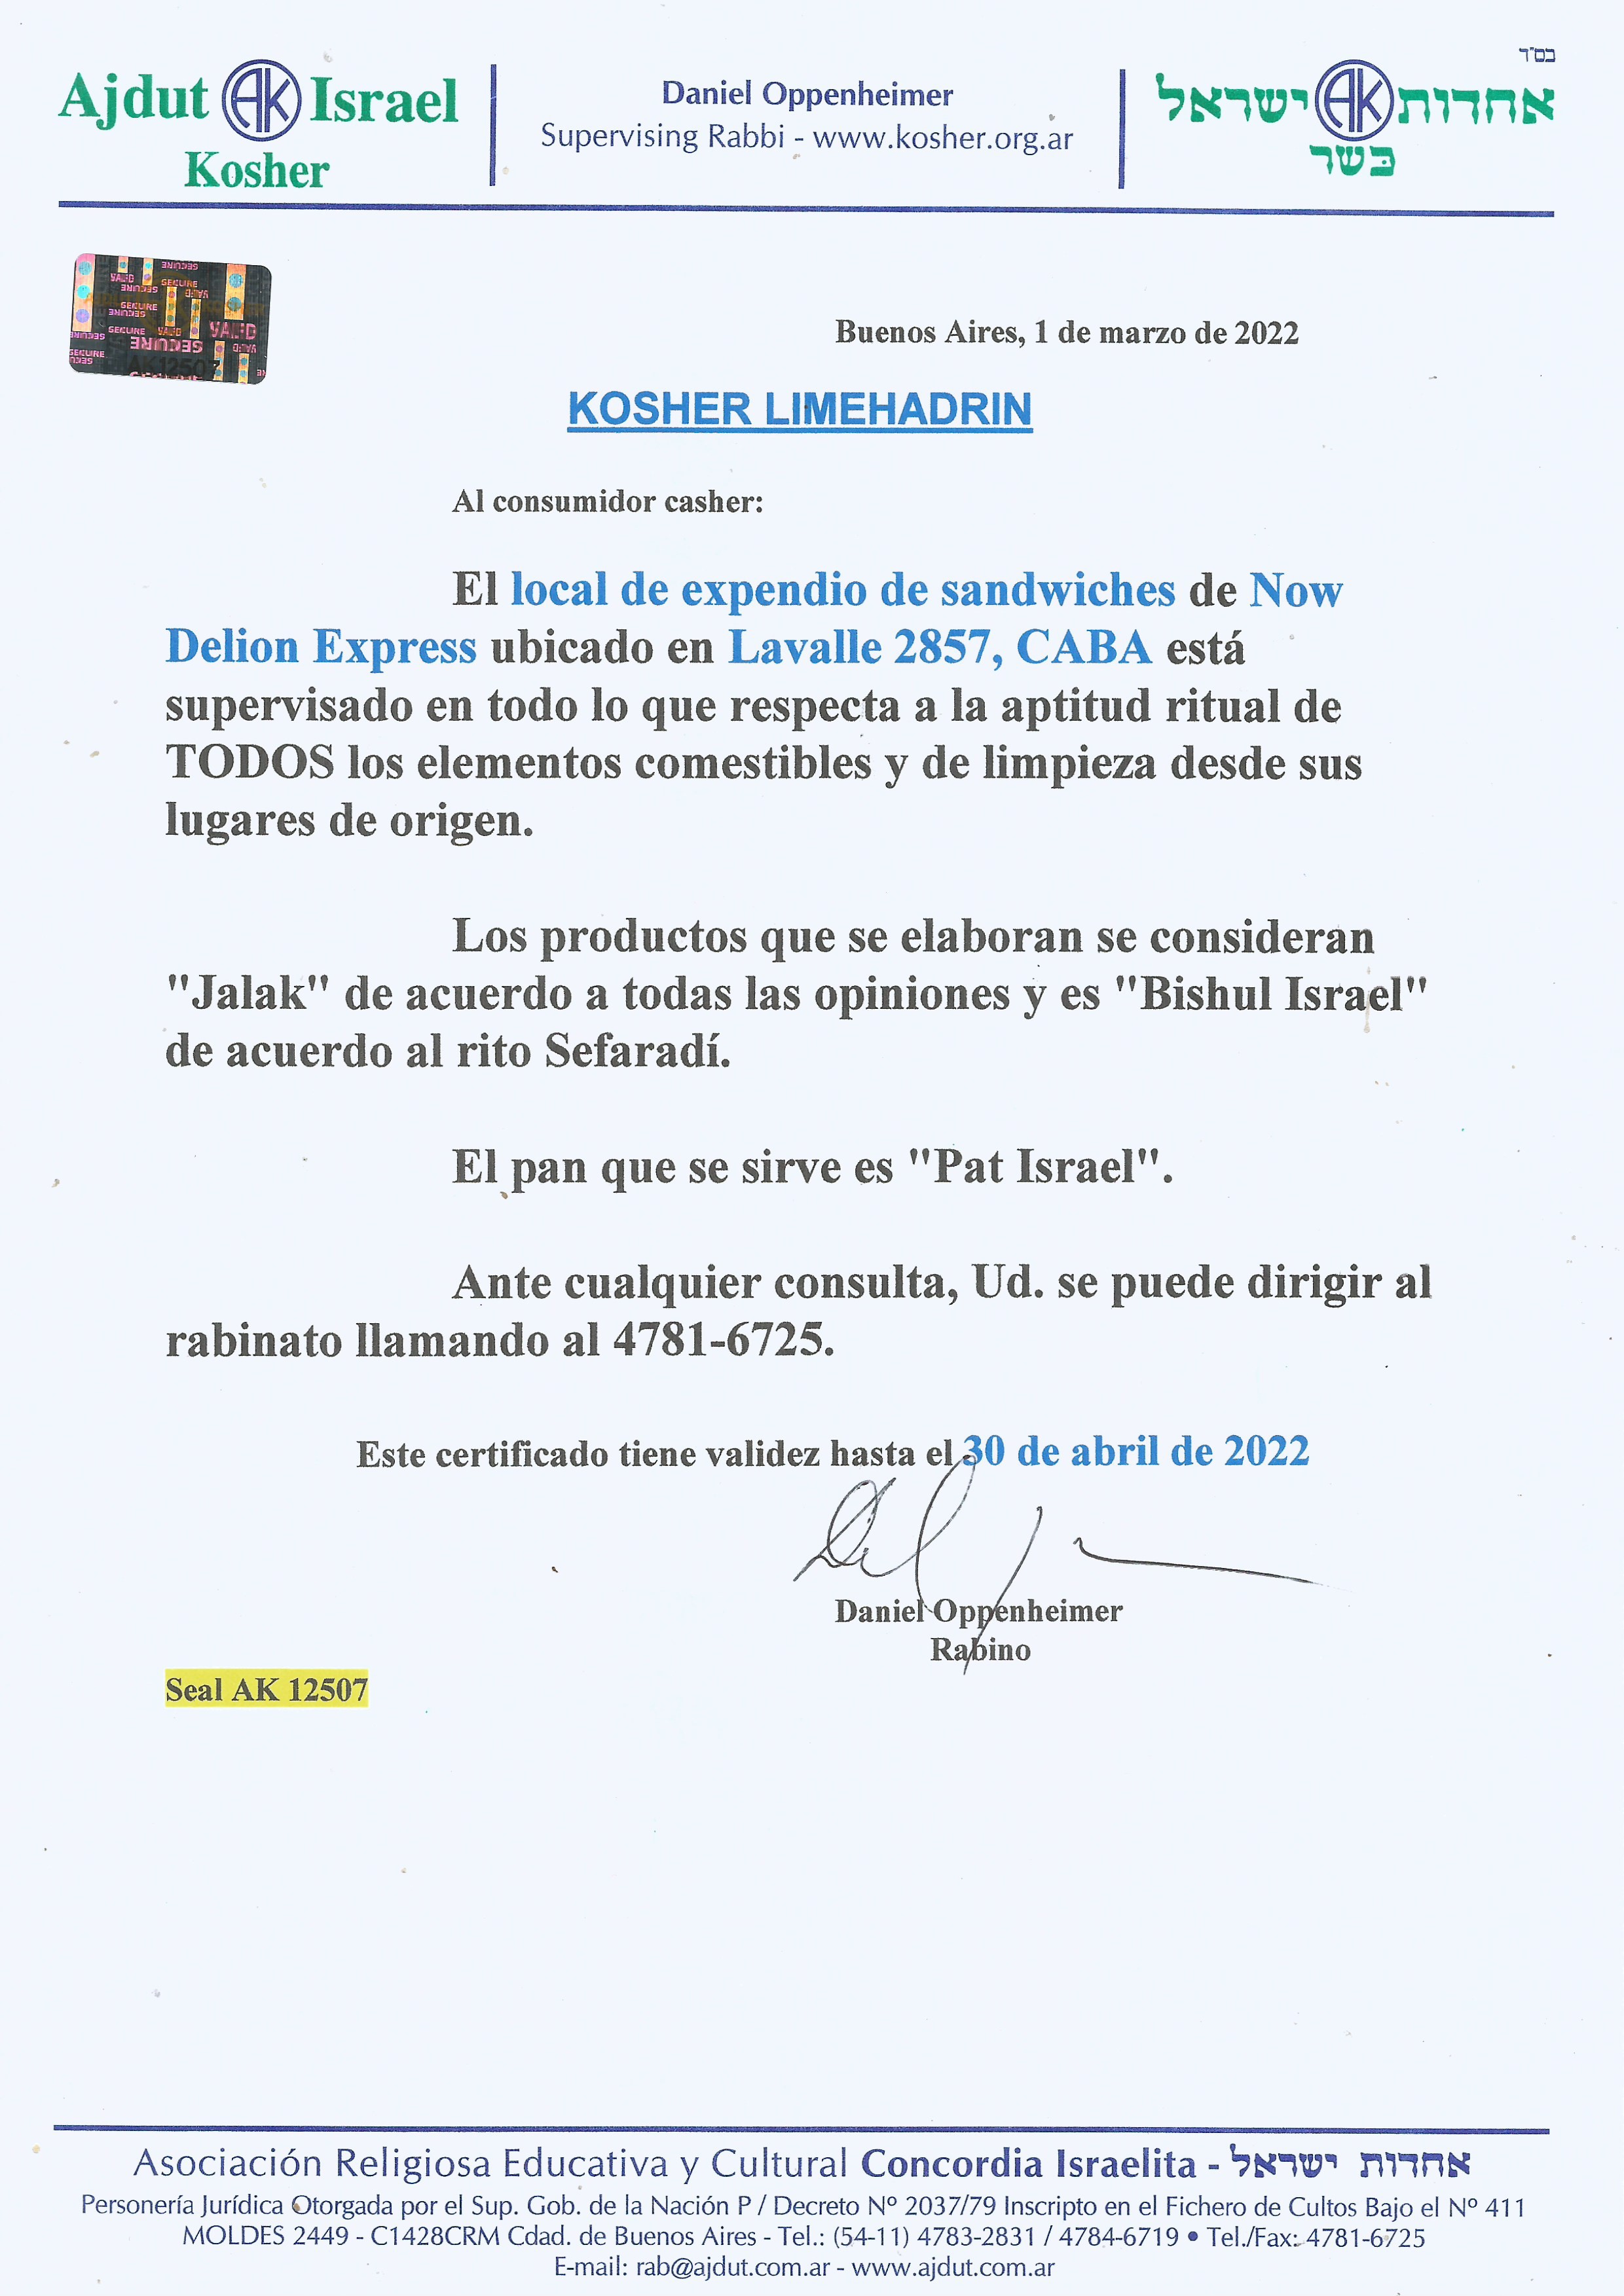 בס"ד
Ajdut AK Israel
Kosher
Daniel Oppenheimer
Supervising Rabbi - www.kosher.org.ar
אחדות AK ישראל
כשר
SECURE
VALID
AK12507
Buenos Aires, 1 de marzo de 2022
KOSHER LIMEHADRIN
Al consumidor casher:
El local de expendio de sandwiches de Now
Delion Express ubicado en Lavalle 2857, CABA está
supervisado en todo lo que respecta a la aptitud ritual de
TODOS los elementos comestibles y de limpieza desde sus
lugares de origen.
Los productos que se elaboran se consideran
"Jalak" de acuerdo a todas las opiniones y es "Bishul Israel"
de acuerdo al rito Sefaradí.
El pan que se sirve es "Pat Israel".
Ante cualquier consulta, Ud. se puede dirigir al
rabinato llamando al 4781-6725.
Este certificado tiene validez hasta el 30 de abril de 2022
Daniel Oppenheimer
Rabino
Seal AK 12507
Asociación Religiosa Educativa y Cultural Concordia Israelita - אחדות ישראל
Personería Jurídica Otorgada por el Sup. Gob. de la Nación P / Decreto Nº 2037/79 Inscripto en el Fichero de Cultos Bajo el Nº 411
MOLDES 2449 - C1428CRM Cdad. de Buenos Aires - Tel.: (54-11) 4783-2831 / 4784-6719 • Tel./Fax: 4781-6725
E-mail: rab@ajdut.com.ar - www.ajdut.com.ar